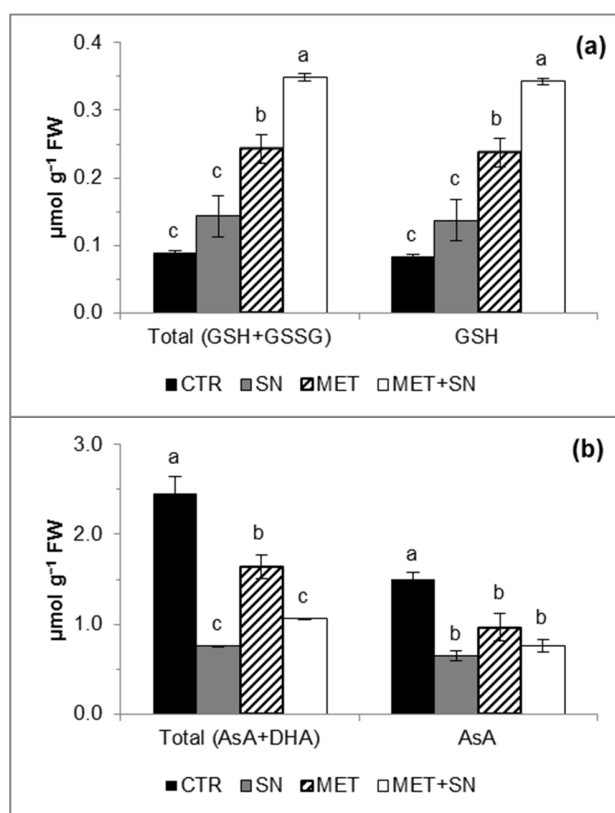 (a)
µmol g⁻¹ FW
0.4
0.3
0.2
0.1
0.0
c c b a c c b a
Total (GSH+GSSG) GSH
CTR SN MET MET+SN
(b)
µmol g⁻¹ FW
3.0
2.0
1.0
0.0
a c b c a b b b
Total (AsA+DHA) AsA
CTR SN MET MET+SN